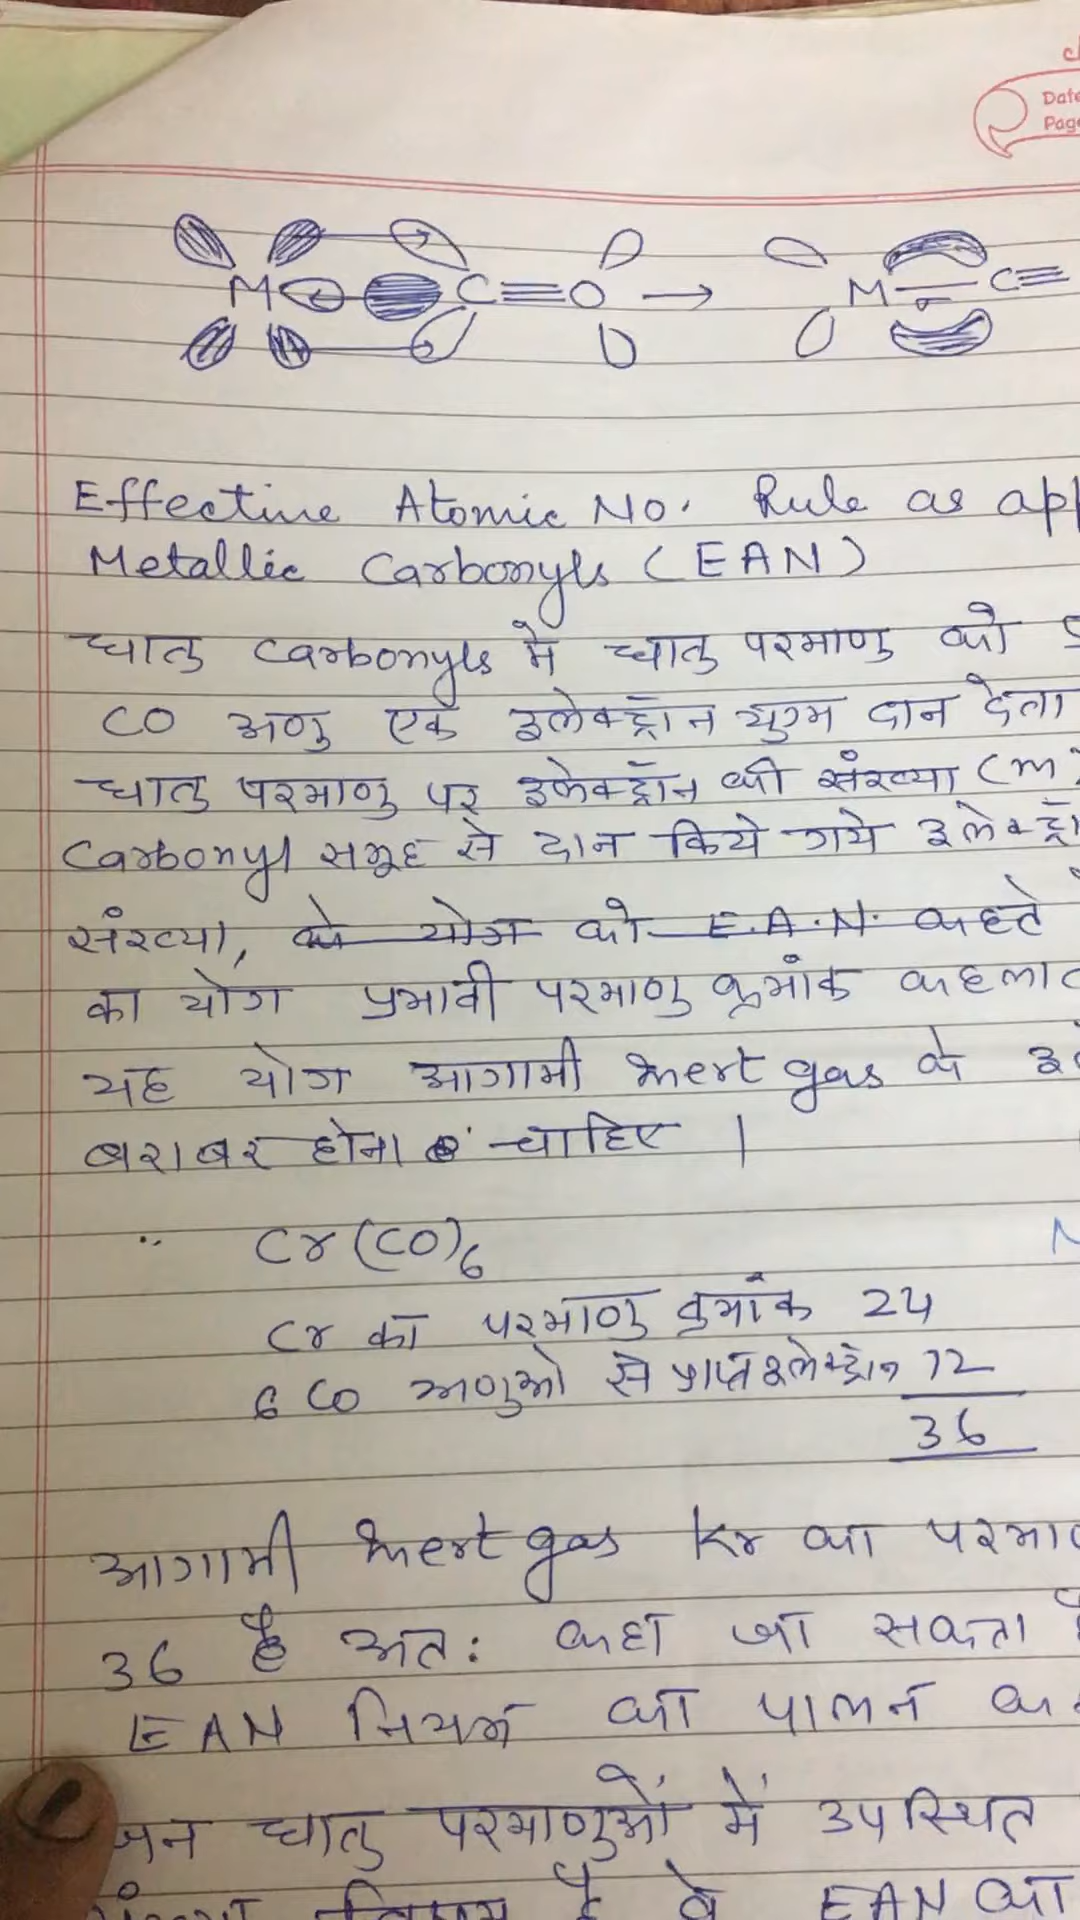 Date
Page
M C≡O → M σ C≡
Effective Atomic No. Rule as app
Metallic Carbonyls (EAN)
धातु carbonyls में धातु परमाणु को
CO अणु एक इलेक्ट्रॉन युग्म दान देता
धातु परमाणु पर इलेक्ट्रॉन की संख्या (m
Carbonyl समूह से दान किये गये इलेक्ट्रॉ
संख्या, के योग को E.A.N. कहते
का योग प्रभावी परमाणु क्रमांक कहलात
यह योग आगामी Inert gas के इ
बराबर होना चाहिए |
Cr(CO)6
Cr का परमाणु क्रमांक 24
6 CO अणुओ से प्राप्त इलेक्ट्रोन 12
36
आगामी Inert gas Kr का परमा
36 है अत: कहा जा सकता है
EAN नियम का पालन क
जिन धातु परमाणुओं में उपस्थित
संख्या विषम है वे EAN का